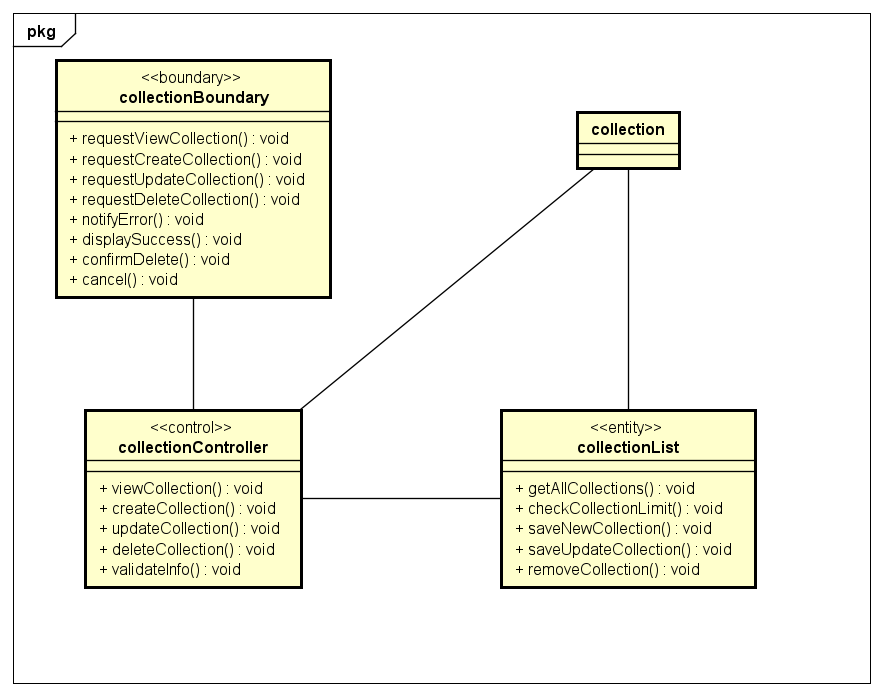 pkg
<<boundary>>
collectionBoundary
+ requestViewCollection() : void
+ requestCreateCollection() : void
+ requestUpdateCollection() : void
+ requestDeleteCollection() : void
+ notifyError() : void
+ displaySuccess() : void
+ confirmDelete() : void
+ cancel() : void
collection
<<control>>
collectionController
+ viewCollection() : void
+ createCollection() : void
+ updateCollection() : void
+ deleteCollection() : void
+ validateInfo() : void
<<entity>>
collectionList
+ getAllCollections() : void
+ checkCollectionLimit() : void
+ saveNewCollection() : void
+ saveUpdateCollection() : void
+ removeCollection() : void